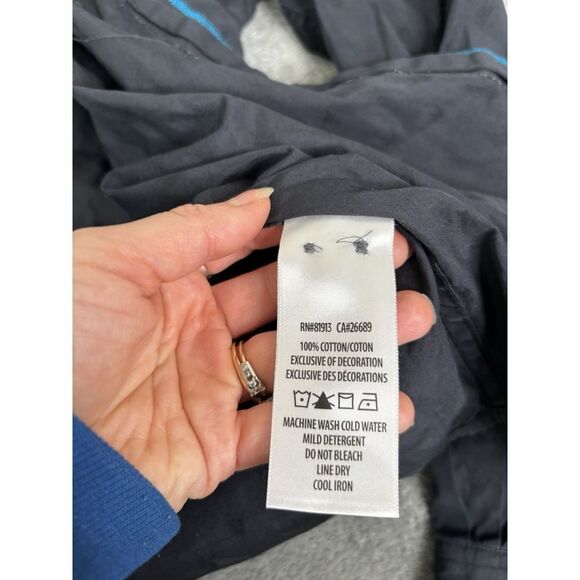 RN#81913 CA#26689
100% COTTON/COTON
EXCLUSIVE OF DECORATION
EXCLUSIVE DES DÉCORATIONS
MACHINE WASH COLD WATER
MILD DETERGENT
DO NOT BLEACH
LINE DRY
COOL IRON